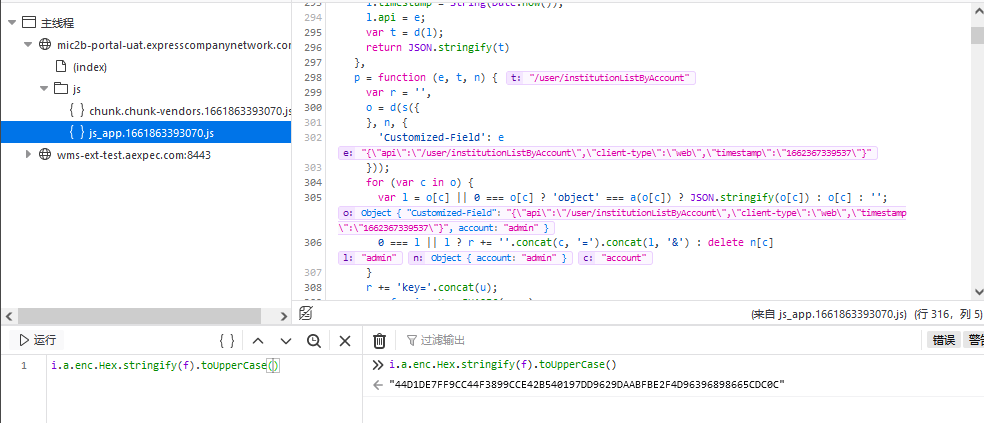 主线程
mic2b-portal-uat.expresscompanynetwork.com
(index)
js
{ } chunk.chunk-vendors.1661863393070.js
{ } js_app.1661863393070.js
wms-ext-test.aexpec.com:8443
l.timestamp = String(Date.now());
294 l.api = e;
295 var t = d(l);
296 return JSON.stringify(t)
297 },
298 p = function (e, t, n) { t: "/user/institutionListByAccount"
299 var r = '',
300 o = d(s({
301 }, n, {
302 'Customized-Field': e
e: "{\"api\":\"/user/institutionListByAccount\",\"client-type\":\"web\",\"timestamp\":\"1662367339537\"}"
303 }));
304 for (var c in o) {
305 var l = o[c] || 0 === o[c] ? 'object' === a(o[c]) ? JSON.stringify(o[c]) : o[c] : '';
o: Object { "Customized-Field": "{\"api\":\"/user/institutionListByAccount\",\"client-type\":\"web\",\"timestamp
\":\"1662367339537\"}", account: "admin" }
306 0 === l || l ? r += ''.concat(c, '=').concat(l, '&') : delete n[c]
l: "admin" n: Object { account: "admin" } c: "account"
307 }
308 r += 'key='.concat(u);
(来自 js_app.1661863393070.js) (行 316，列 5)
运行
{ }
过滤输出
错误
警告
1 i.a.enc.Hex.stringify(f).toUpperCase()
i.a.enc.Hex.stringify(f).toUpperCase()
"44D1DE7FF9CC44F3899CCE42B540197DD9629DAABFBE2F4D96396898665CDC0C"